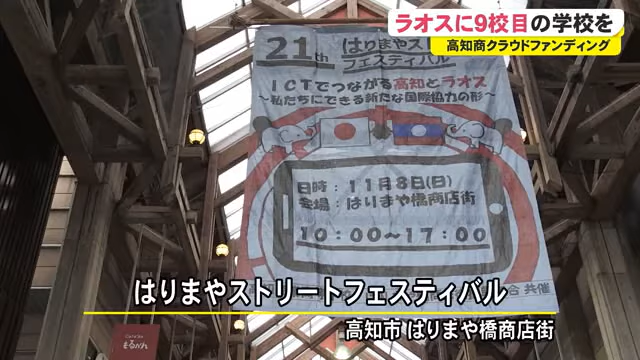 ラオスに9校目の学校を
高知商クラウドファンディング
21th はりまやストリート
フェスティバル
ICTでつながる高知とラオス
～私たちにできる新たな国際協力の形～
日時：11月8日(日)
会場：はりまや橋商店街
10：00～17：00
共催
はりまやストリートフェスティバル
高知市 はりまや橋商店街